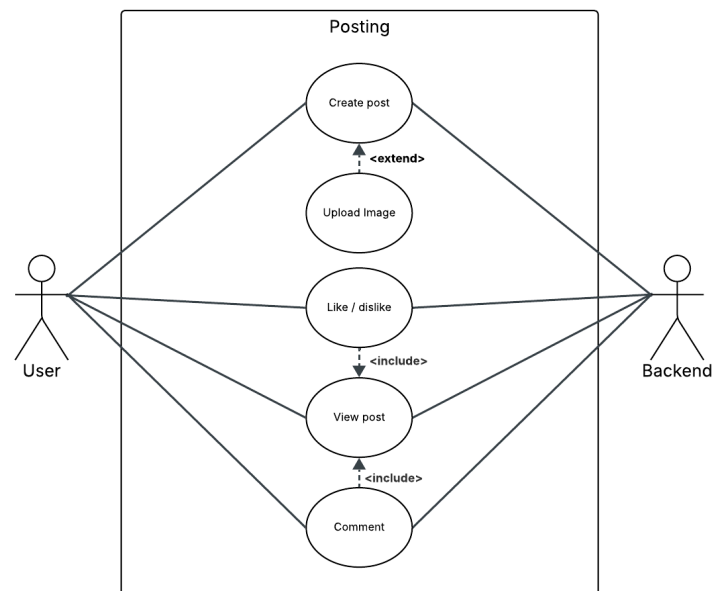 Posting
Create post
<extend>
Upload Image
Like / dislike
<include>
User
Backend
View post
<include>
Comment